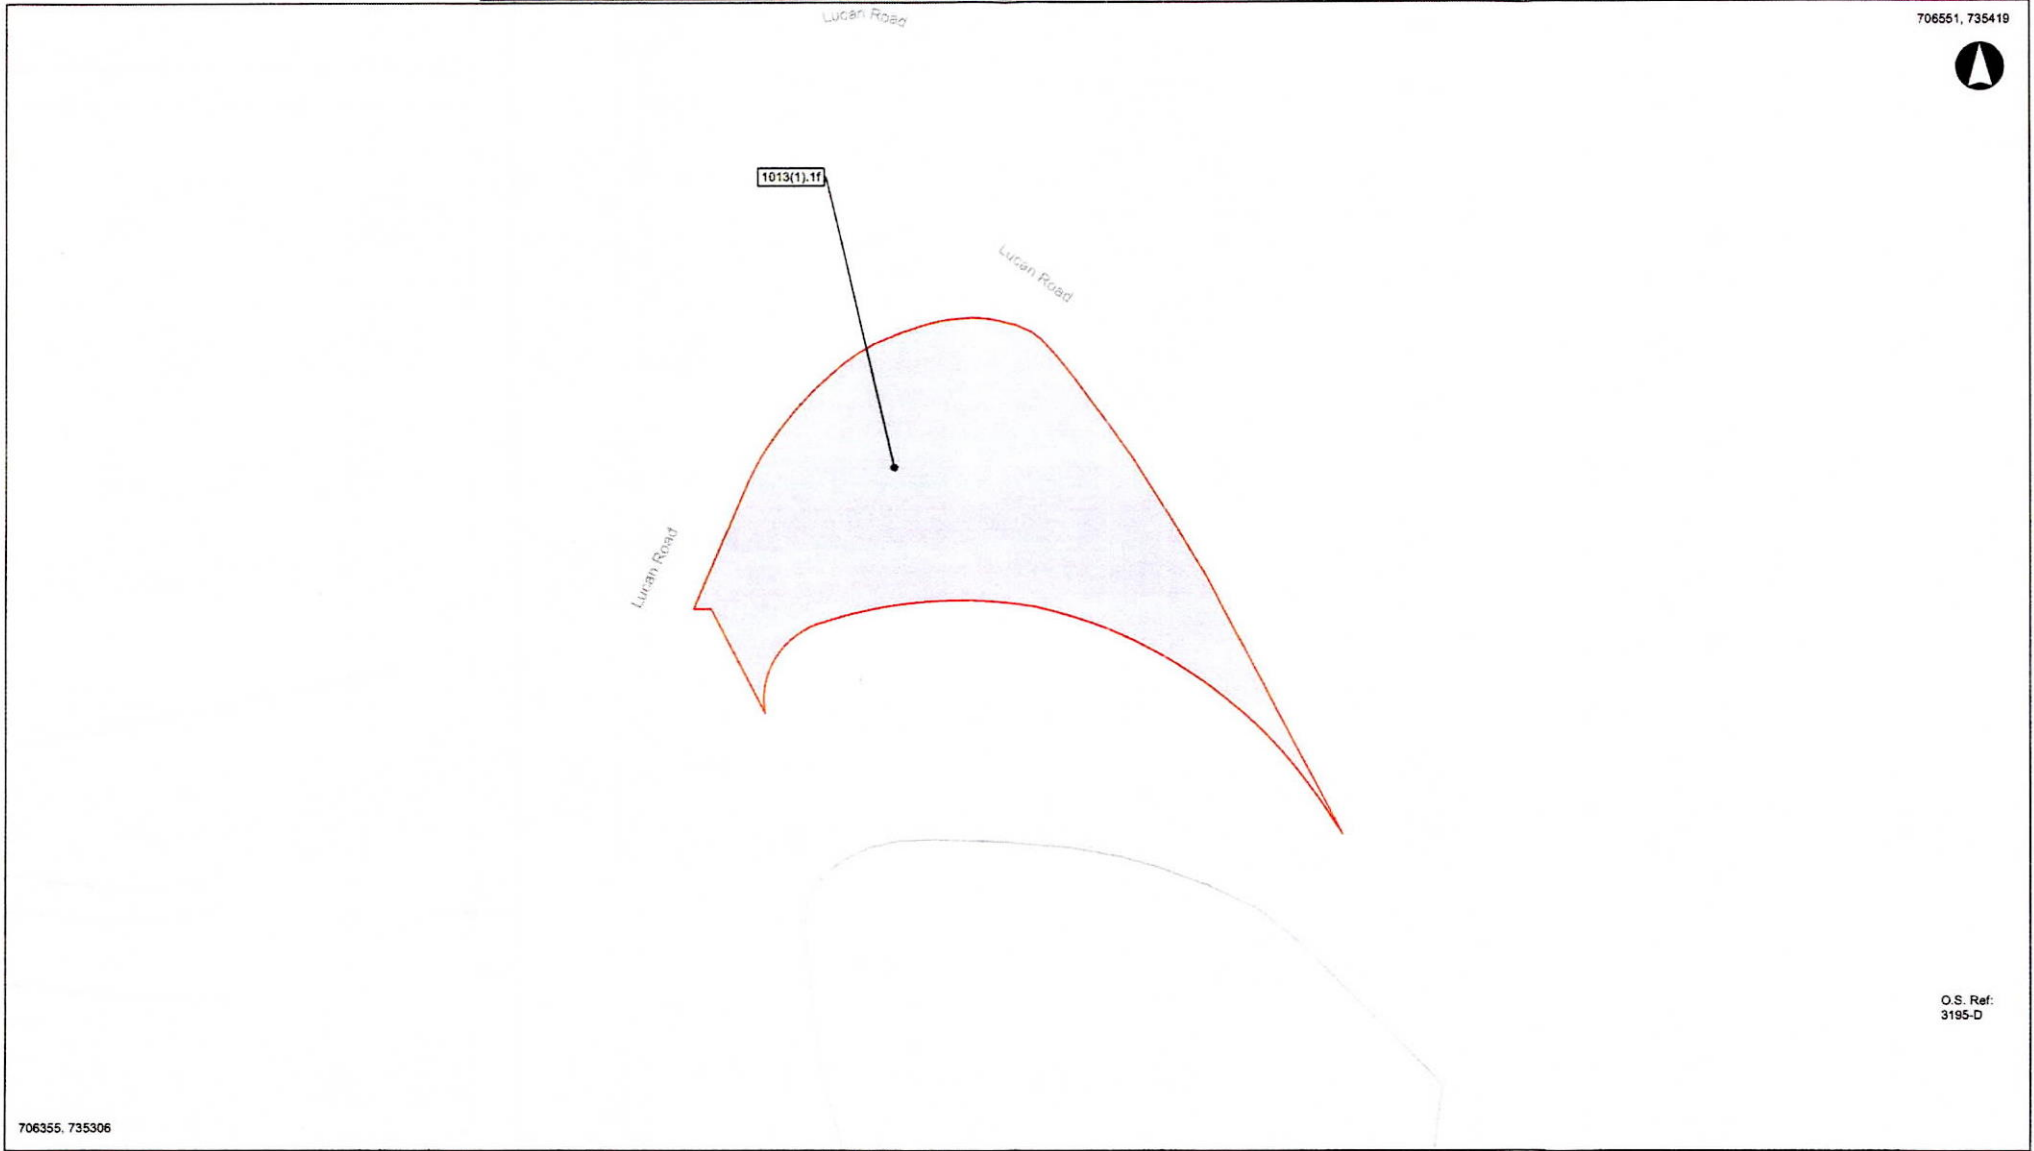 Lucan Road
706551, 735419
1013(1).1f
Lucan Road
Lucan Road
O.S. Ref:
3195-D
706355, 735306